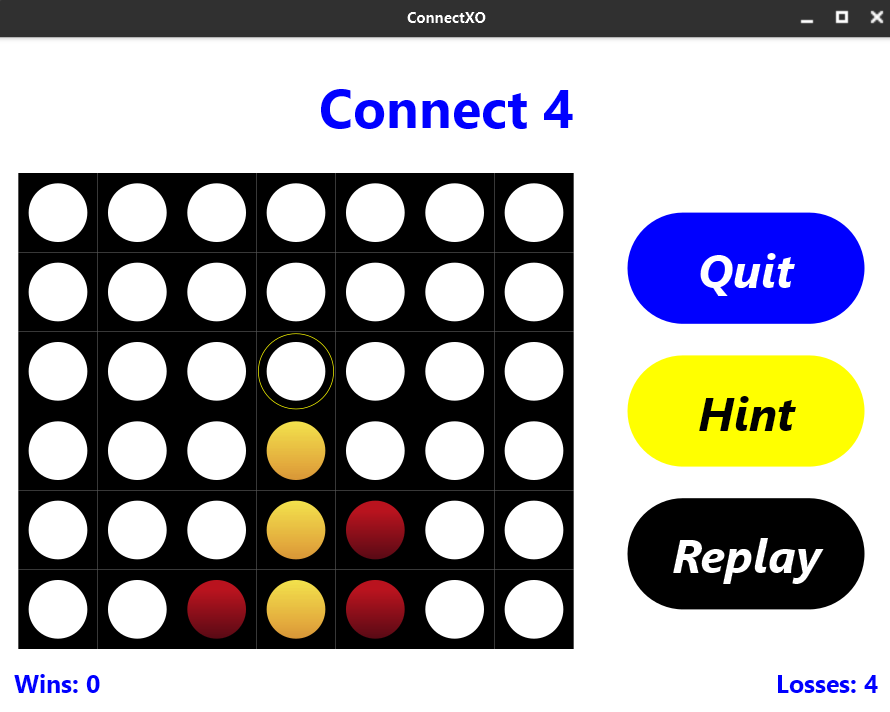 ConnectXO
Connect 4
Quit
Hint
Replay
Wins: 0
Losses: 4